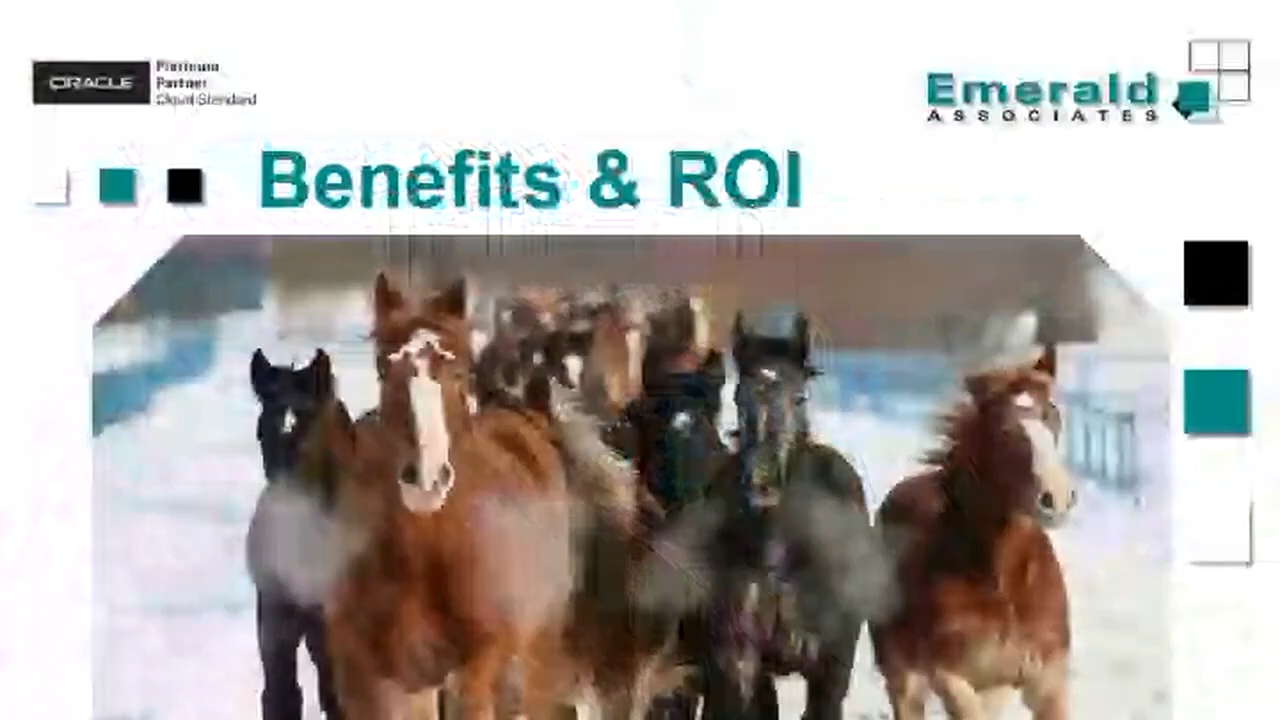 ORACLE
Platinum
Partner
Cloud Standard
Emerald
ASSOCIATES
Benefits & ROI